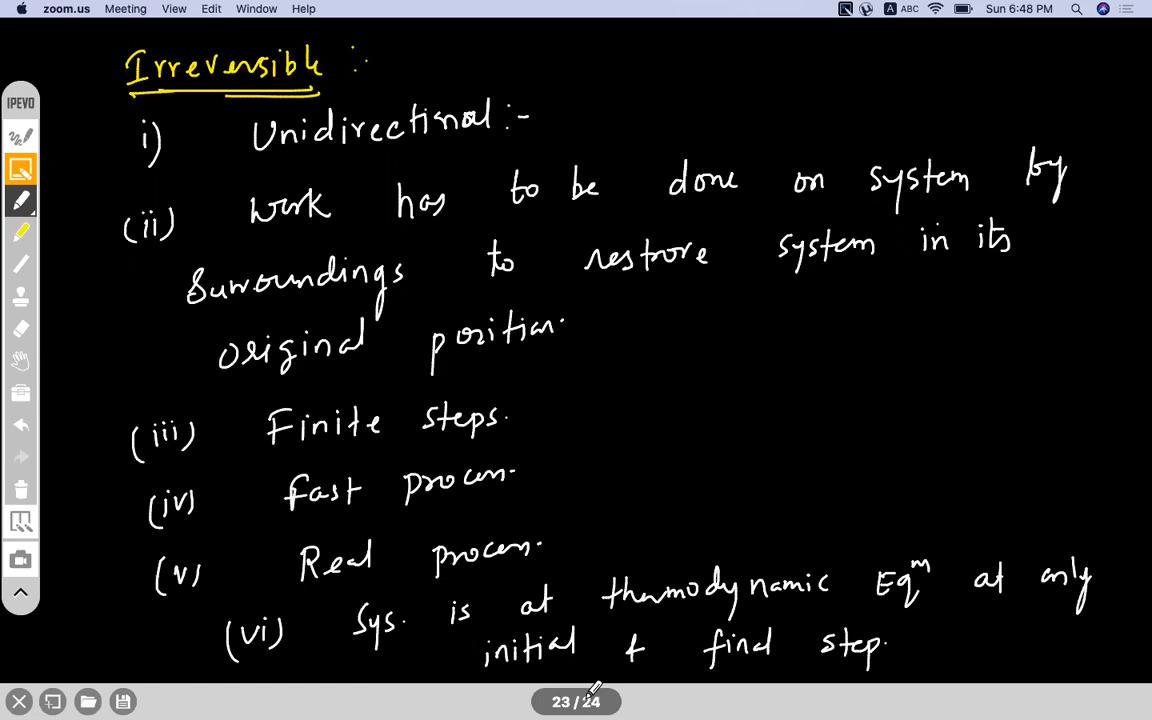 zoom.us Meeting View Edit Window Help ABC Sun 6:48 PM
IPEVO
Irreversible :
i) Unidirectional :-
(ii) Work has to be done on system by
surroundings to restrore system in its
original position.
(iii) Finite steps.
(iv) fast process.
(v) Real process.
(vi) Sys. is at thermodynamic Eqm at only
initial & final step.
23 / 24